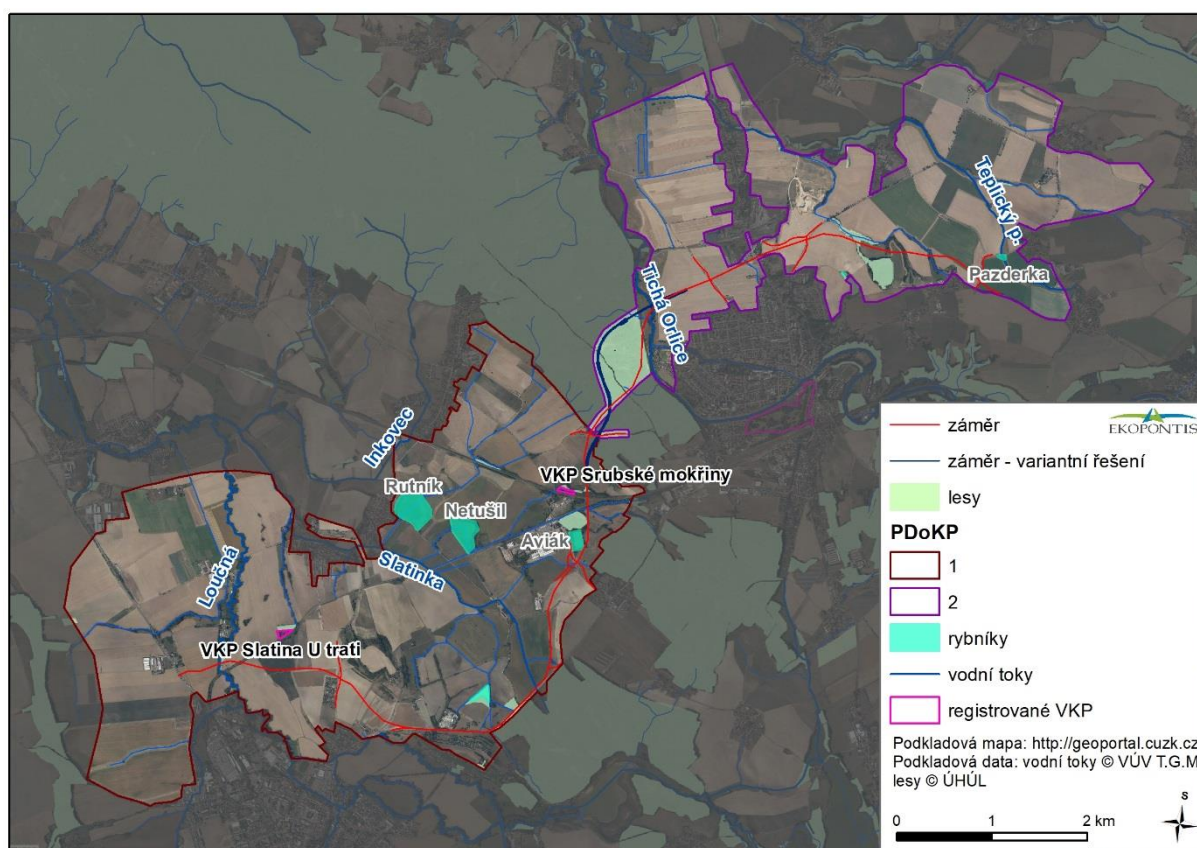 Teplický p.
Pazderka
Tichá Orlice
Inkovec
VKP Srubské mokřiny
Rutník
Netušil
Aviák
Slatinka
Loučná
VKP Slatina U trati
EKOPONTIS
záměr
záměr - variantní řešení
lesy
PDoKP
1
2
rybníky
vodní toky
registrované VKP
Podkladová mapa: http://geoportal.cuzk.cz
Podkladová data: vodní toky © VÚV T.G.M
lesy © ÚHÚL
S
0 1 2 km